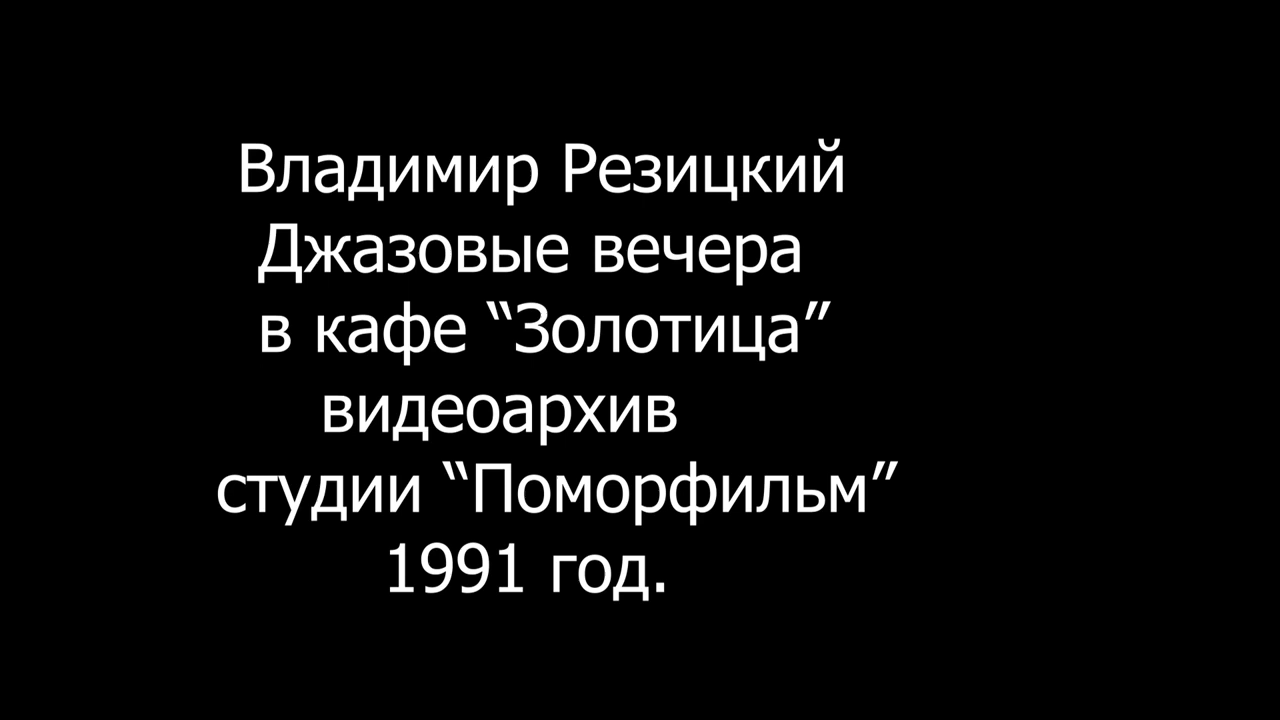 Владимир Резицкий
Джазовые вечера
в кафе “Золотица”
видеоархив
студии “Поморфильм”
1991 год.